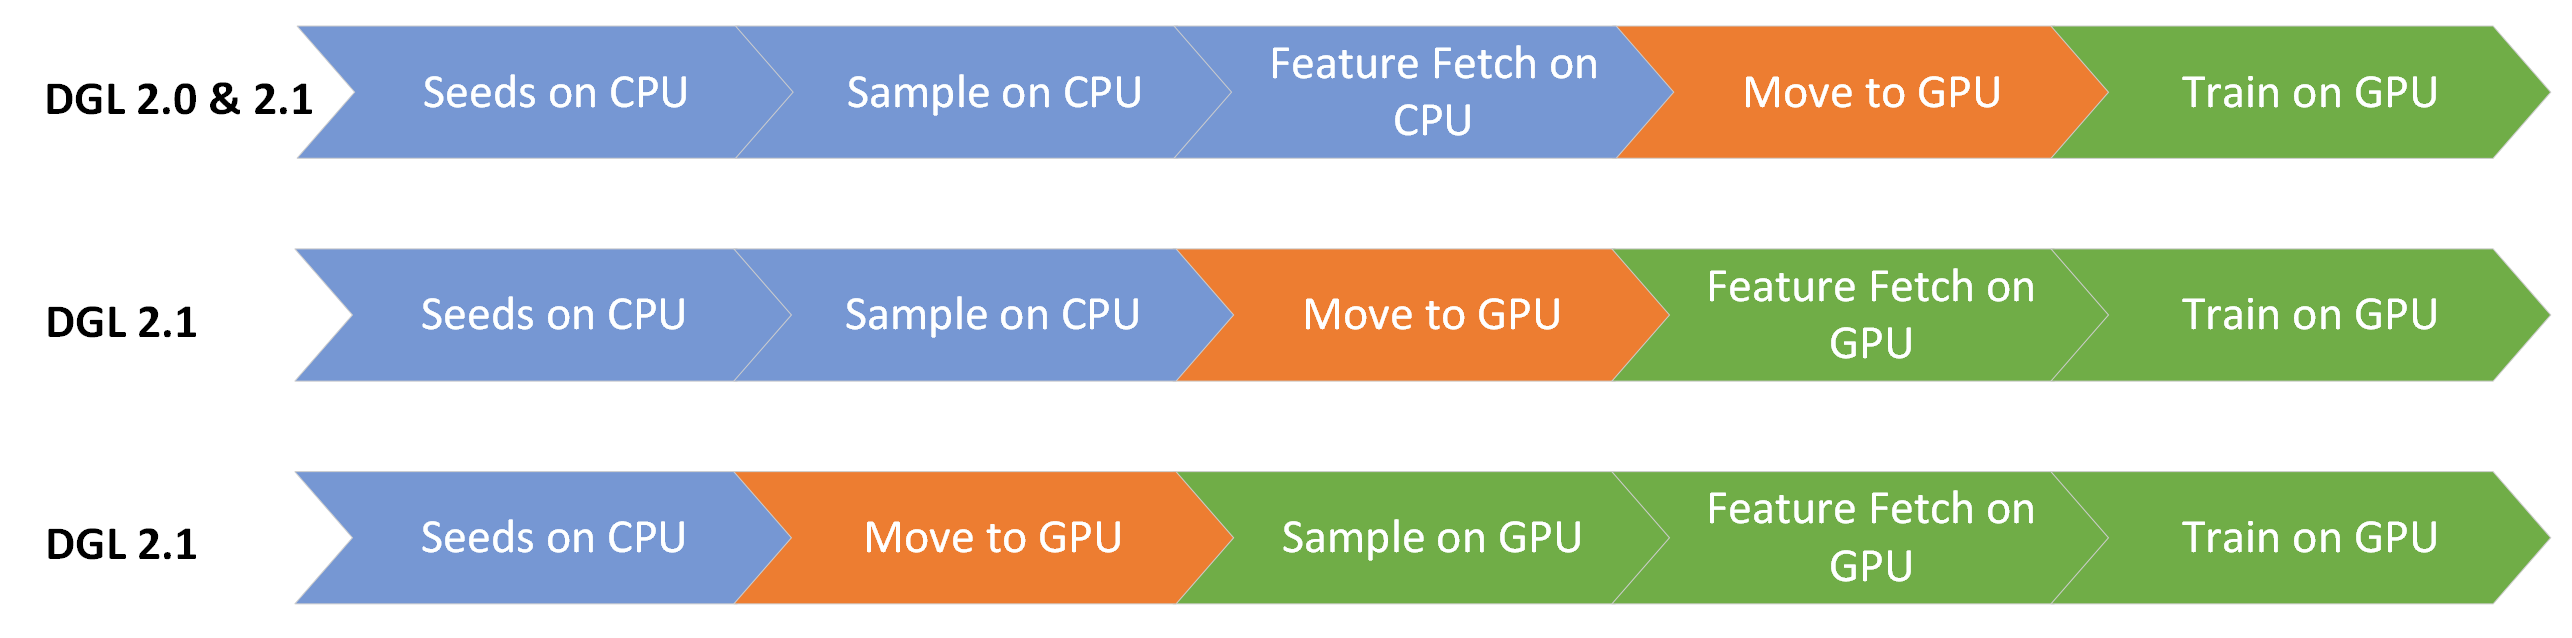 DGL 2.0 & 2.1
Seeds on CPU
Sample on CPU
Feature Fetch on
CPU
Move to GPU
Train on GPU
DGL 2.1
Seeds on CPU
Sample on CPU
Move to GPU
Feature Fetch on
GPU
Train on GPU
DGL 2.1
Seeds on CPU
Move to GPU
Sample on GPU
Feature Fetch on
GPU
Train on GPU